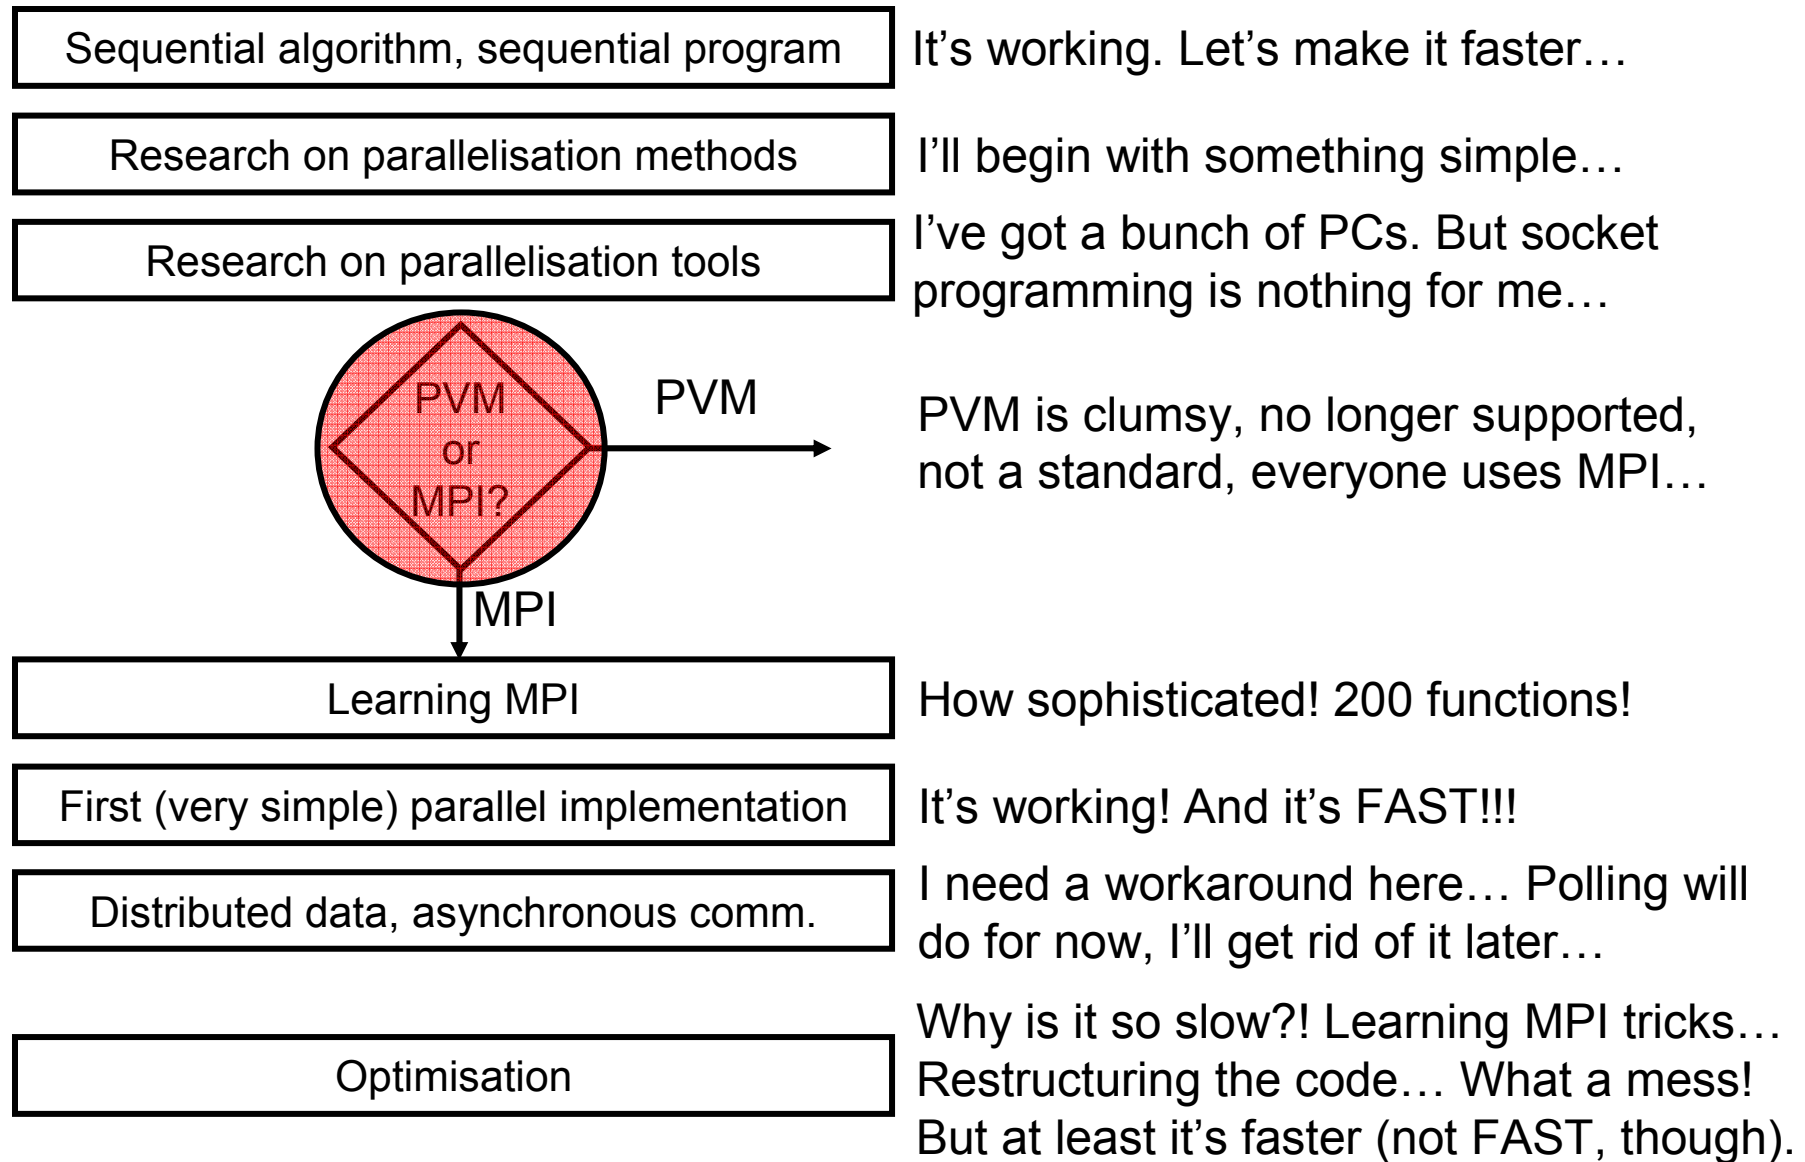 Sequential algorithm, sequential program
It's working. Let's make it faster…
Research on parallelisation methods
I'll begin with something simple…
Research on parallelisation tools
I've got a bunch of PCs. But socket
programming is nothing for me…
PVM
or
MPI?
PVM
PVM is clumsy, no longer supported,
not a standard, everyone uses MPI…
MPI
Learning MPI
How sophisticated! 200 functions!
First (very simple) parallel implementation
It's working! And it's FAST!!!
Distributed data, asynchronous comm.
I need a workaround here… Polling will
do for now, I'll get rid of it later…
Optimisation
Why is it so slow?! Learning MPI tricks…
Restructuring the code… What a mess!
But at least it's faster (not FAST, though).